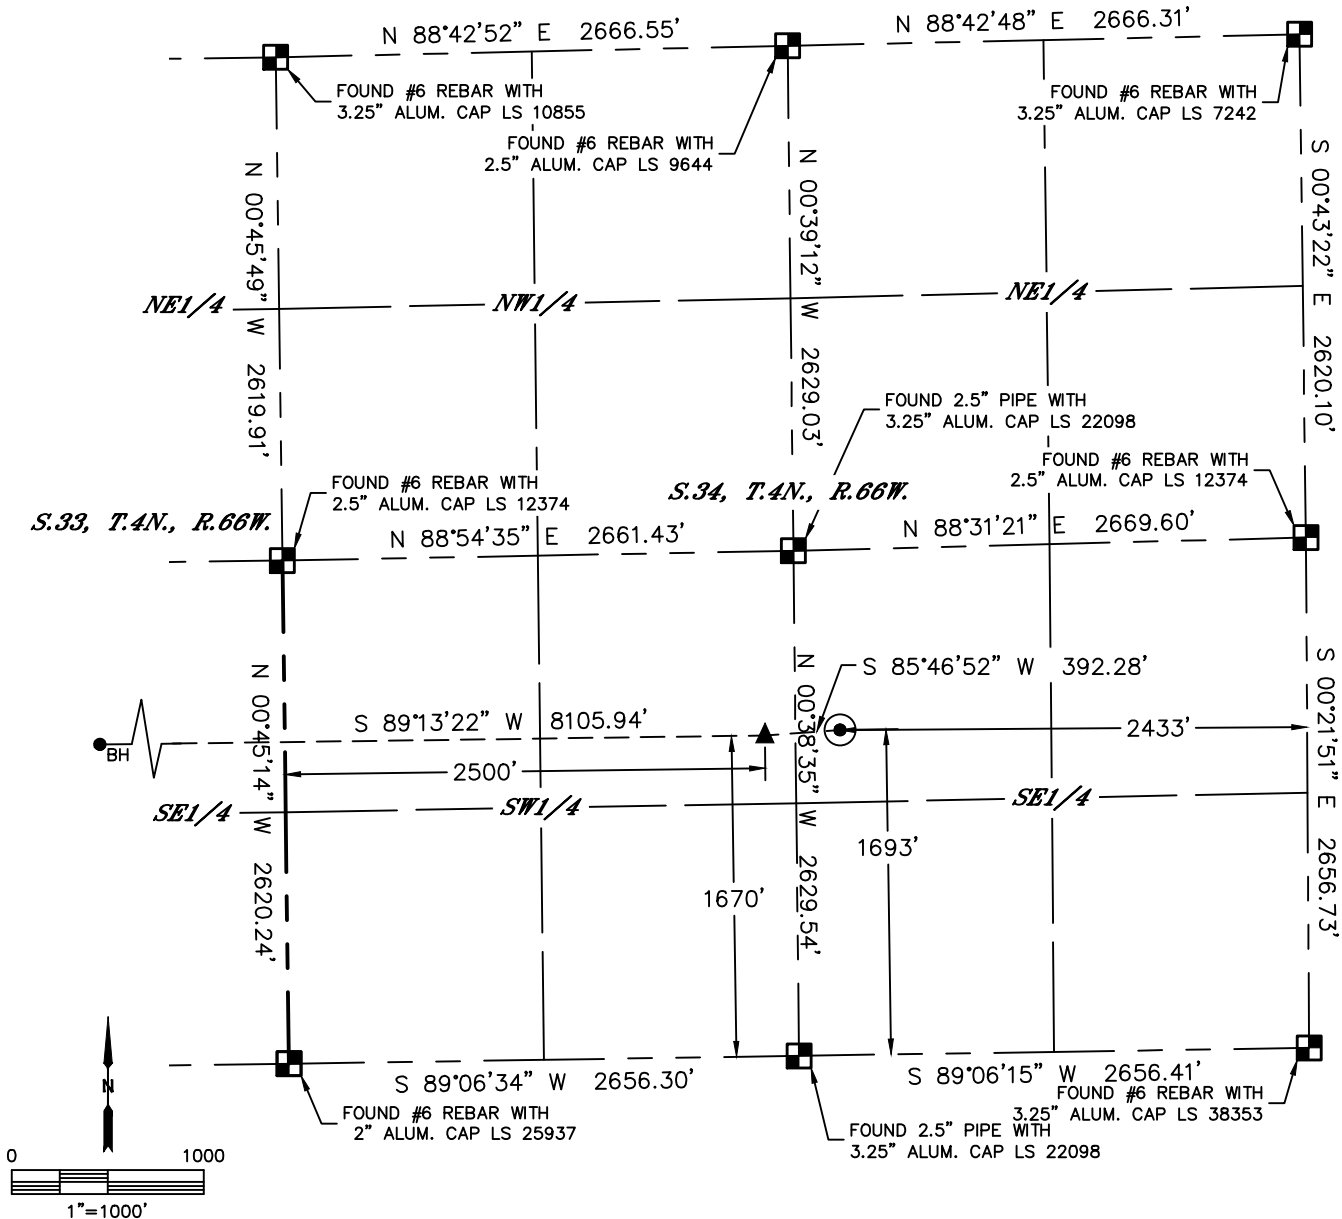 N 88°42'52" E 2666.55'
N 88°42'48" E 2666.31'
FOUND #6 REBAR WITH
3.25" ALUM. CAP LS 10855
FOUND #6 REBAR WITH
2.5" ALUM. CAP LS 9644
FOUND #6 REBAR WITH
3.25" ALUM. CAP LS 7242
N 00°45'49" W 2619.91'
N 00°39'12" W 2629.03'
S 00°43'22" E 2620.10'
NE1/4
NW1/4
NE1/4
FOUND 2.5" PIPE WITH
3.25" ALUM. CAP LS 22098
FOUND #6 REBAR WITH
2.5" ALUM. CAP LS 12374
FOUND #6 REBAR WITH
2.5" ALUM. CAP LS 12374
S.33, T.4N., R.66W.
S.34, T.4N., R.66W.
N 88°54'35" E 2661.43'
N 88°31'21" E 2669.60'
N 00°45'14" W 2620.24'
N 00°38'35" W 2629.54'
S 00°21'51" E 2656.73'
S 85°46'52" W 392.28'
S 89°13'22" W 8105.94'
2433'
BH
2500'
SE1/4
SW1/4
SE1/4
1693'
1670'
S 89°06'34" W 2656.30'
S 89°06'15" W 2656.41'
FOUND #6 REBAR WITH
3.25" ALUM. CAP LS 38353
FOUND #6 REBAR WITH
2" ALUM. CAP LS 25937
FOUND 2.5" PIPE WITH
3.25" ALUM. CAP LS 22098
N
0 1000
1"=1000'